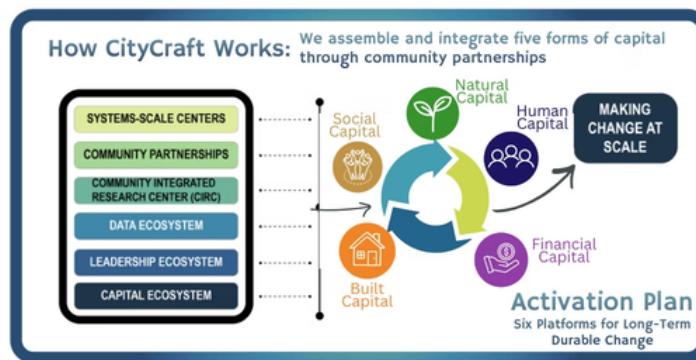 How CityCraft Works: We assemble and integrate five forms of capital
through community partnerships
SYSTEMS-SCALE CENTERS
COMMUNITY PARTNERSHIPS
COMMUNITY INTEGRATED
RESEARCH CENTER (CIRC)
DATA ECOSYSTEM
LEADERSHIP ECOSYSTEM
CAPITAL ECOSYSTEM
Social
Capital
Natural
Capital
Human
Capital
Built
Capital
Financial
Capital
MAKING
CHANGE AT
SCALE
Activation Plan
Six Platforms for Long-Term
Durable Change